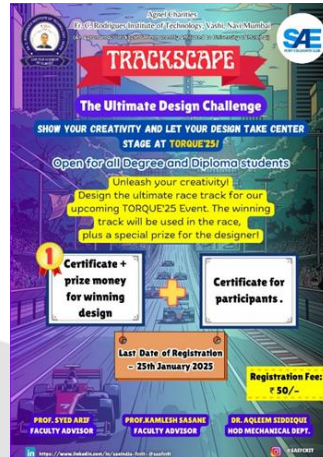 Agnel Charities
Fr. C. Rodrigues Institute of Technology, Vashi, Navi Mumbai
SAE
TRACKSCAPE
The Ultimate Design Challenge
SHOW YOUR CREATIVITY AND LET YOUR DESIGN TAKE CENTER
STAGE AT TORQUE'25!
Open for all Degree and Diploma students
Unleash your creativity!
Design the ultimate race track for our
upcoming TORQUE'25 Event. The winning
track will be used in the race,
plus a special prize for the designer!
1
Certificate +
prize money
for winning
design
+
Certificate for
participants .
Last Date of Registration
- 25th January 2025
Registration Fee:
₹ 50/-
PROF. SYED ARIF
FACULTY ADVISOR
PROF.KAMLESH SASANE
FACULTY ADVISOR
DR. AQLEEM SIDDIQUI
HOD MECHANICAL DEPT.
in
@SAEFCRIT